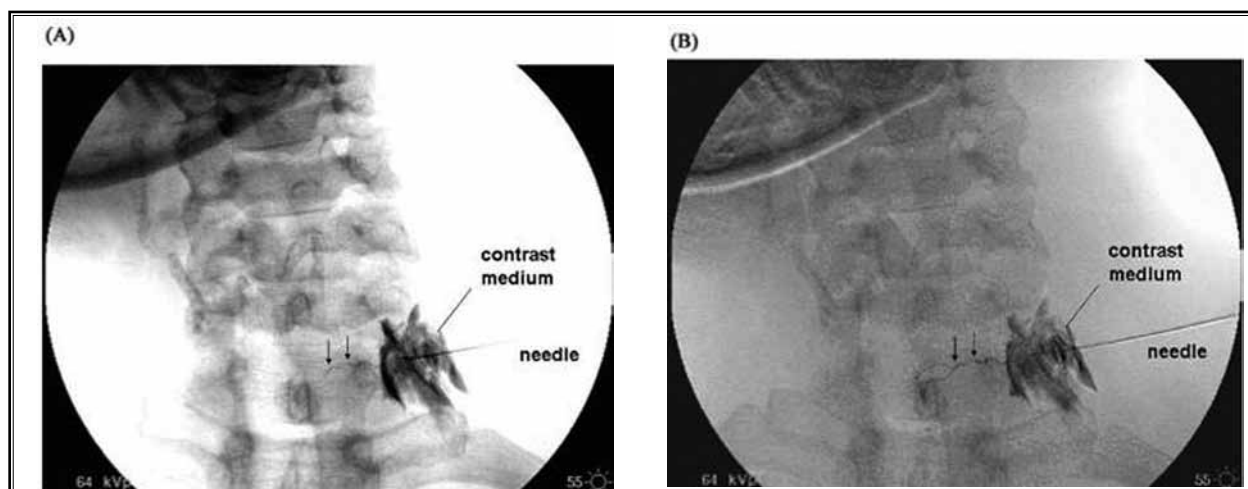 (A)
contrast
medium
needle
64 kVp
55
(B)
contrast
medium
needle
64 kVp
55